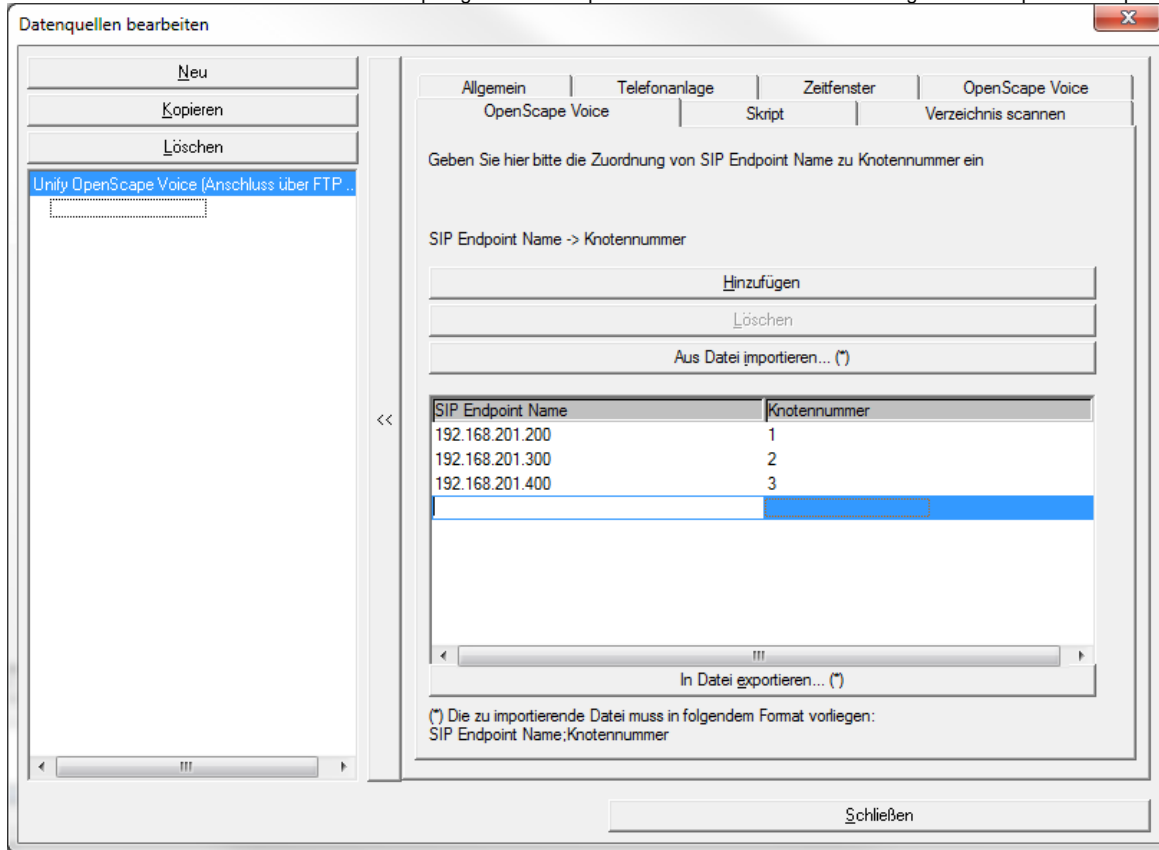 Datenquellen bearbeiten
Neu
Kopieren
Löschen
Unify OpenScape Voice (Anschluss über FTP ...
<<
Allgemein Telefonanlage Zeitfenster OpenScape Voice
OpenScape Voice Skript Verzeichnis scannen
Geben Sie hier bitte die Zuordnung von SIP Endpoint Name zu Knotennummer ein
SIP Endpoint Name -> Knotennummer
Hinzufügen
Löschen
Aus Datei importieren... (*)
SIP Endpoint Name Knotennummer
192.168.201.200 1
192.168.201.300 2
192.168.201.400 3
In Datei exportieren... (*)
(*) Die zu importierende Datei muss in folgendem Format vorliegen:
SIP Endpoint Name;Knotennummer
Schließen